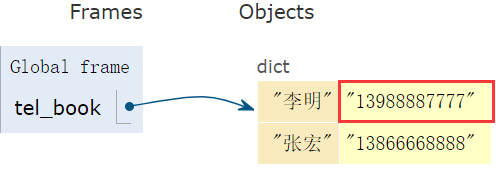 Frames Objects
Global frame
tel_book
dict
"李明" "13988887777"
"张宏" "13866668888"